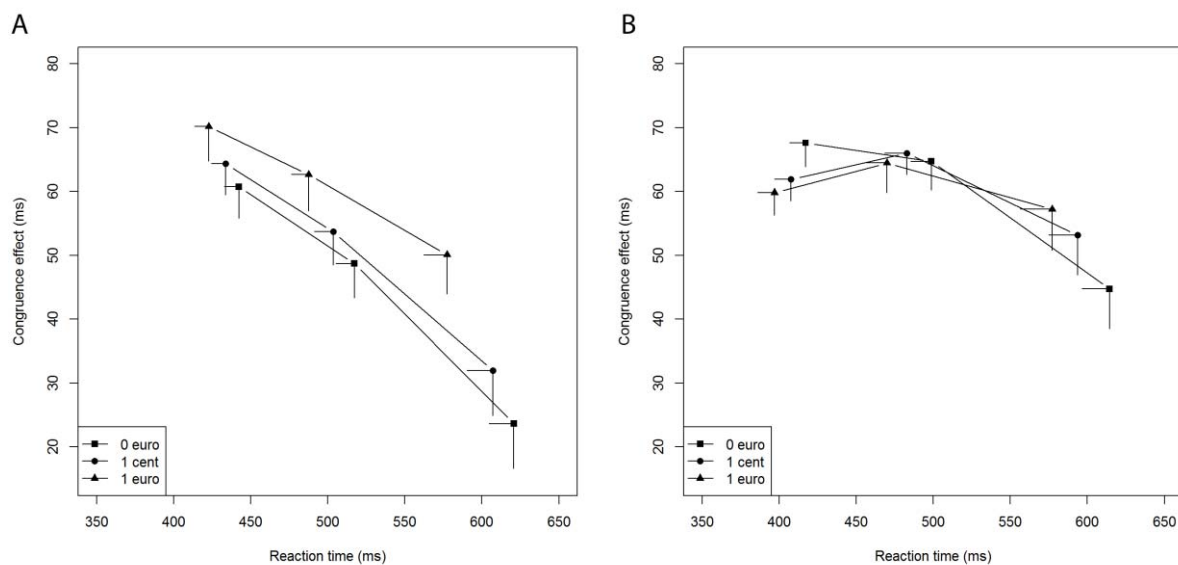 A
Congruence effect (ms)
80
70
60
50
40
30
20
0 euro
1 cent
1 euro
350 400 450 500 550 600 650
Reaction time (ms)
B
Congruence effect (ms)
80
70
60
50
40
30
20
0 euro
1 cent
1 euro
350 400 450 500 550 600 650
Reaction time (ms)